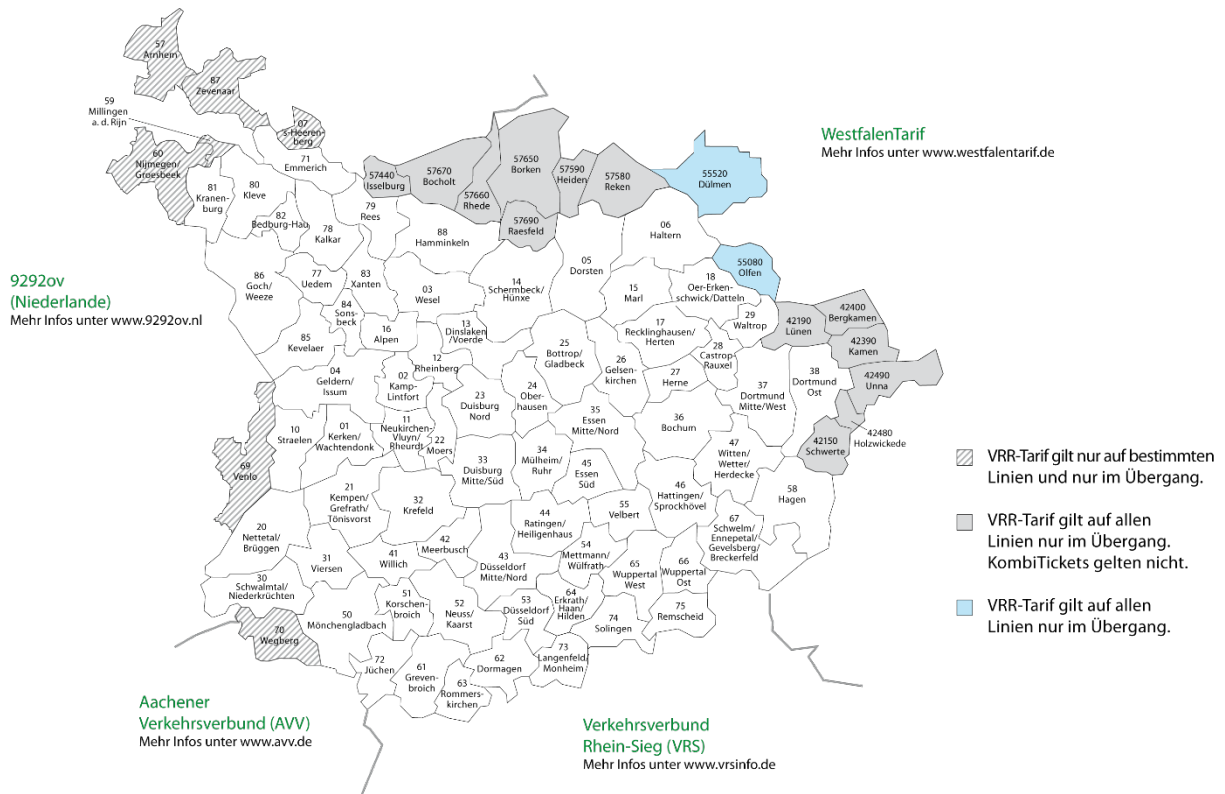 57
Arnhem
87
Zevenaar
59
Millingen
a. d. Rijn
07
's-Heeren-
berg
60
Nijmegen/
Groesbeek
71
Emmerich
81
Kranen-
burg
80
Kleve
82
Bedburg-Hau
78
Kalkar
79
Rees
57440
Isselburg
57670
Bocholt
57660
Rhede
57650
Borken
57590
Heiden
57580
Reken
57690
Raesfeld
55520
Dülmen
WestfalenTarif
Mehr Infos unter www.westfalentarif.de
88
Hamminkeln
06
Haltern
05
Dorsten
55080
Olfen
9292ov
(Niederlande)
Mehr Infos unter www.9292ov.nl
86
Goch/
Weeze
77
Uedem
83
Xanten
84
Sons-
beck
03
Wesel
14
Schermbeck/
Hünxe
15
Marl
18
Oer-Erken-
schwick/Datteln
29
Waltrop
42190
Lünen
42400
Bergkamen
42390
Kamen
42490
Unna
42480
Holzwickede
42150
Schwerte
85
Kevelaer
16
Alpen
13
Dinslaken
/Voerde
17
Recklinghausen/
Herten
28
Castrop-
Rauxel
25
Bottrop/
Gladbeck
26
Gelsen-
kirchen
27
Herne
37
Dortmund
Mitte/West
38
Dortmund
Ost
04
Geldern/
Issum
02
Kamp-
Lintfort
12
Rheinberg
23
Duisburg
Nord
24
Ober-
hausen
35
Essen
Mitte/Nord
36
Bochum
10
Straelen
01
Kerken/
Wachtendonk
11
Neukirchen-
Vluyn/
Rheurdt
22
Moers
33
Duisburg
Mitte/Süd
34
Mülheim/
Ruhr
45
Essen
Süd
47
Witten/
Wetter/
Herdecke
58
Hagen
69
Venlo
21
Kempen/
Grefrath/
Tönisvorst
32
Krefeld
44
Ratingen/
Heiligenhaus
55
Velbert
46
Hattingen/
Sprockhövel
67
Schwelm/
Ennepetal/
Gevelsberg/
Breckerfeld
20
Nettetal/
Brüggen
31
Viersen
41
Willich
42
Meerbusch
43
Düsseldorf
Mitte/Nord
54
Mettmann/
Wülfrath
65
Wuppertal
West
66
Wuppertal
Ost
30
Schwalmtal/
Niederkrüchten
50
Mönchengladbach
51
Korschen-
broich
52
Neuss/
Kaarst
53
Düsseldorf
Süd
64
Erkrath/
Haan/
Hilden
74
Solingen
75
Remscheid
70
Wegberg
72
Jüchen
61
Greven-
broich
63
Rommers-
kirchen
62
Dormagen
73
Langenfeld/
Monheim
VRR-Tarif gilt nur auf bestimmten
Linien und nur im Übergang.
VRR-Tarif gilt auf allen
Linien nur im Übergang.
KombiTickets gelten nicht.
VRR-Tarif gilt auf allen
Linien nur im Übergang.
Aachener
Verkehrsverbund (AVV)
Mehr Infos unter www.avv.de
Verkehrsverbund
Rhein-Sieg (VRS)
Mehr Infos unter www.vrsinfo.de